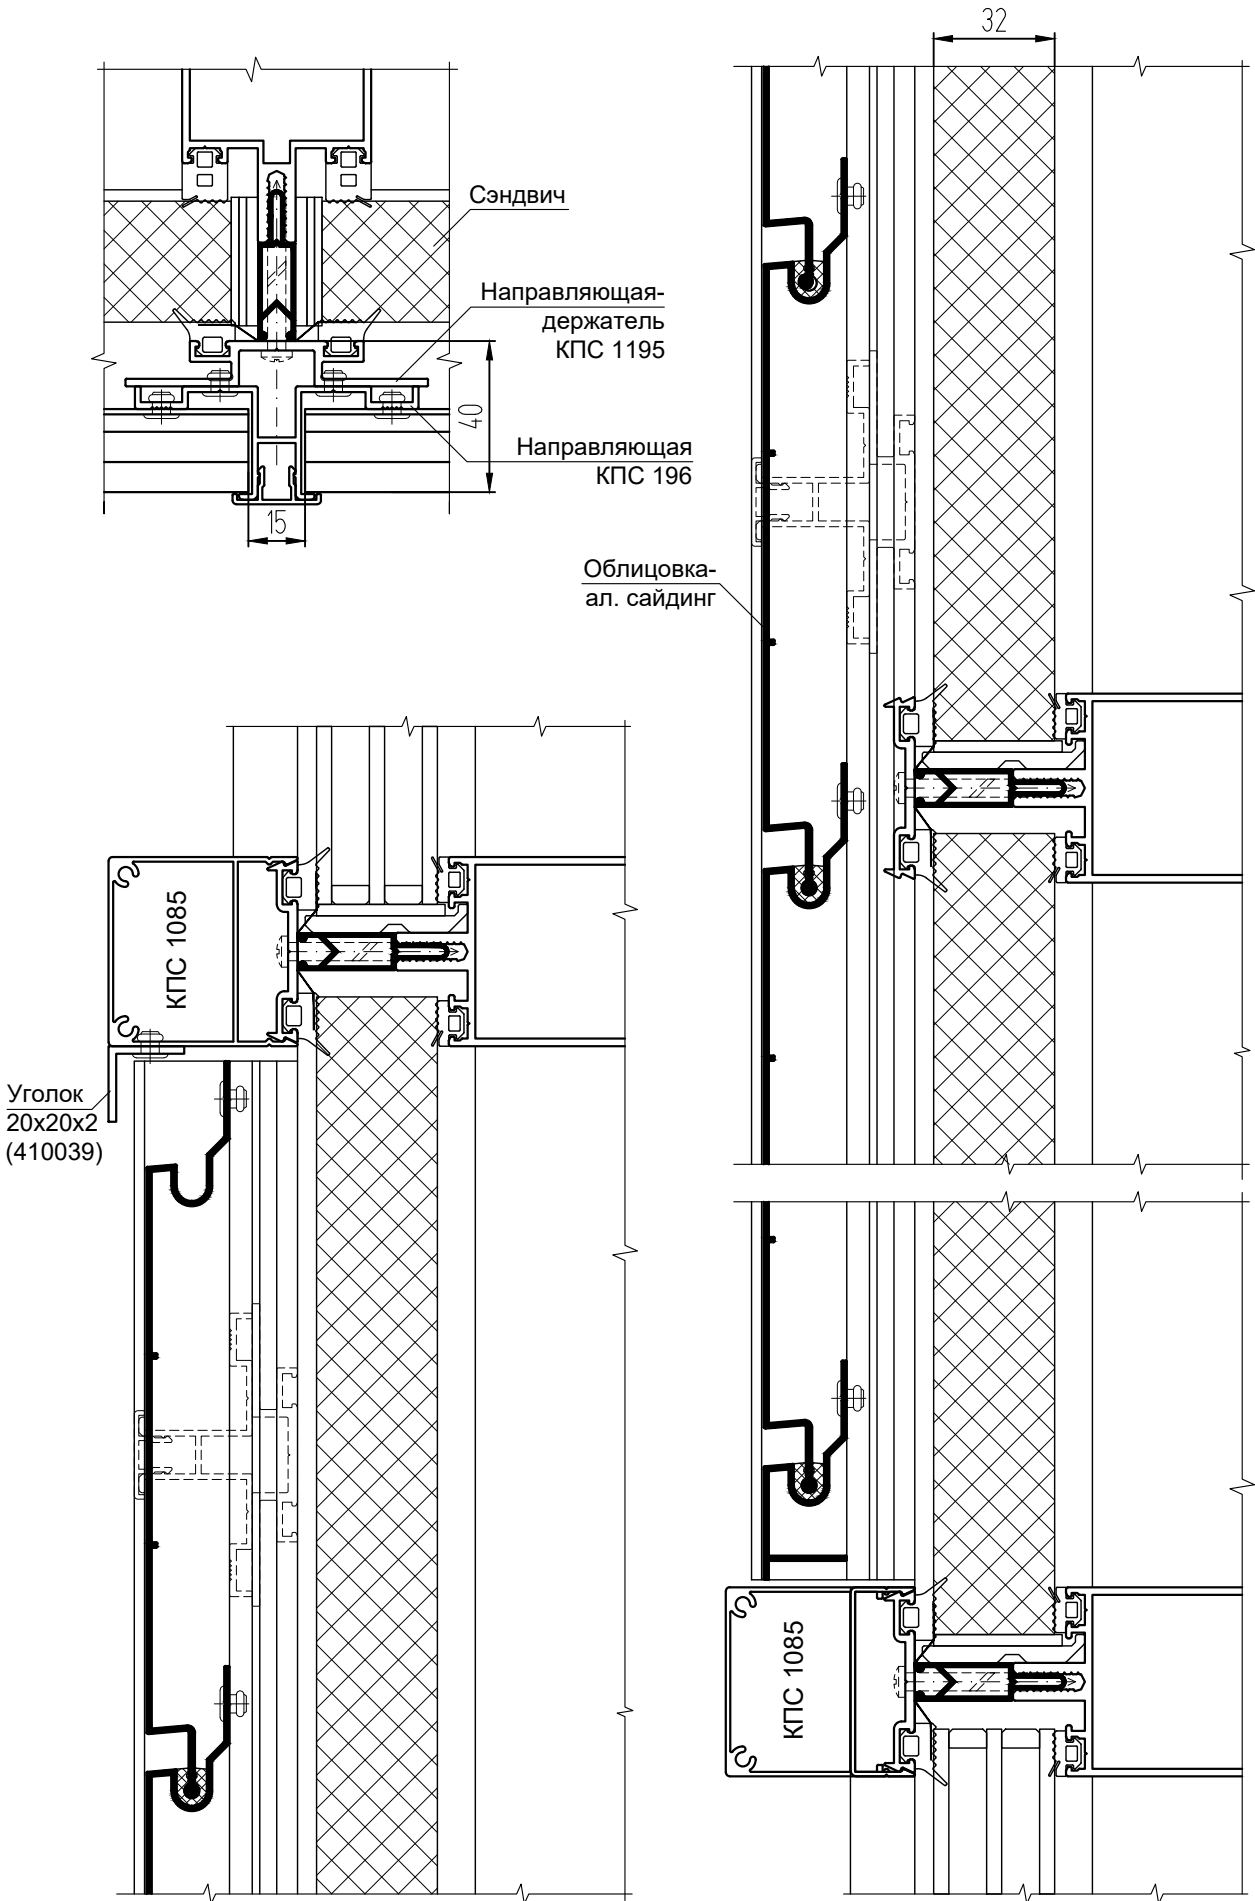 32
Сэндвич
Направляющая-
держатель
КПС 1195
40
Направляющая
КПС 196
15
Облицовка-
ал. сайдинг
КПС 1085
Уголок
20х20х2
(410039)
КПС 1085